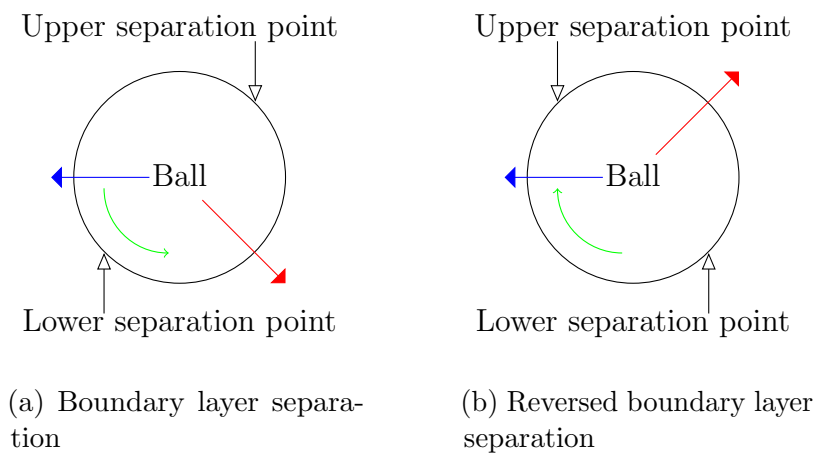 Upper separation point
Ball
Lower separation point
(a) Boundary layer separa-
tion
Upper separation point
Ball
Lower separation point
(b) Reversed boundary layer
separation